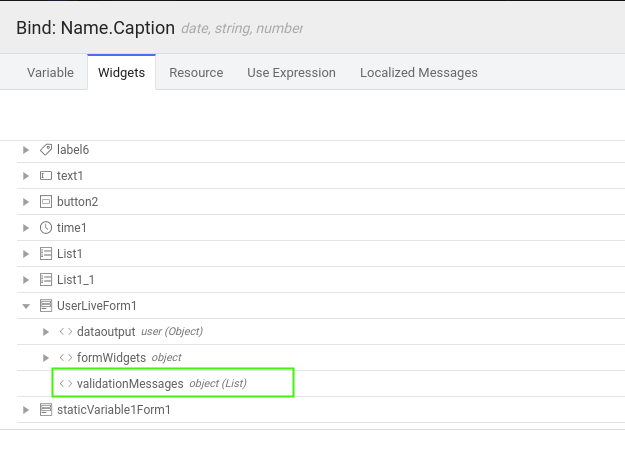 Bind: Name.Caption date, string, number
Variable Widgets Resource Use Expression Localized Messages
label6
text1
button2
time1
List1
List1_1
UserLiveForm1
dataoutput user (Object)
formWidgets object
validationMessages object (List)
staticVariable1Form1